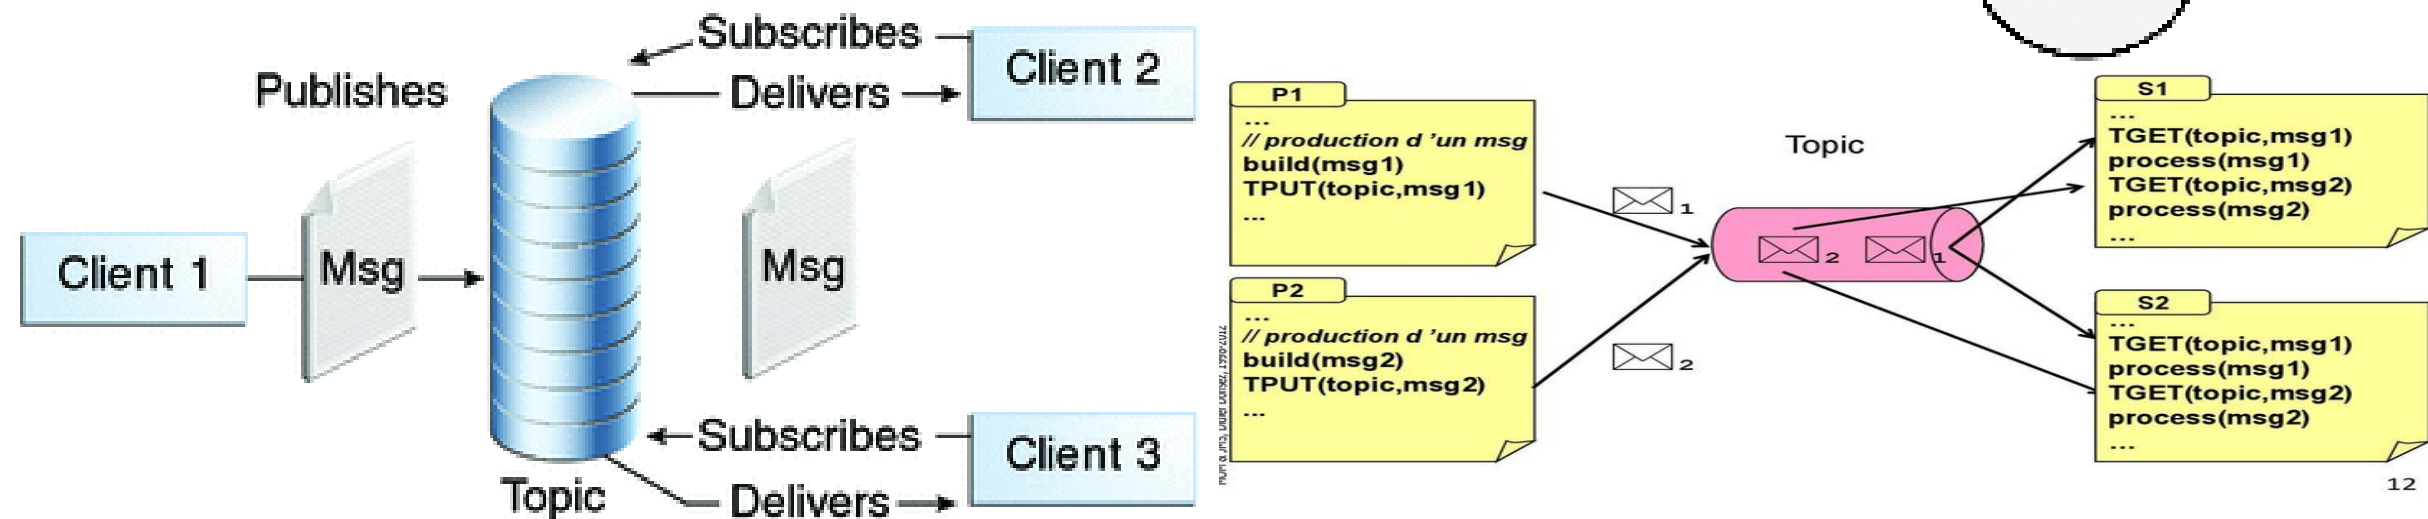 Subscribes
Client 2
Publishes
Delivers
Client 1
Msg
Msg
Subscribes
Client 3
Topic
Delivers
P1
...
// production d ’un msg
build(msg1)
TPUT(topic,msg1)
...
P2
...
// production d ’un msg
build(msg2)
TPUT(topic,msg2)
...
1
2
Topic
2
1
S1
...
TGET(topic,msg1)
process(msg1)
TGET(topic,msg2)
process(msg2)
...
S2
...
TGET(topic,msg1)
process(msg1)
TGET(topic,msg2)
process(msg2)
...
12